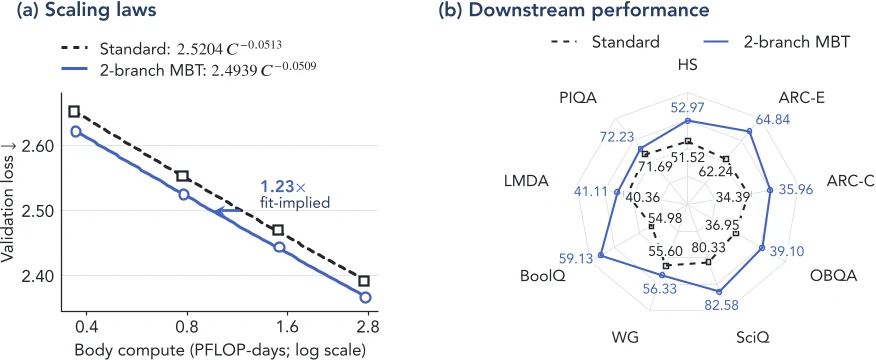 (a) Scaling laws
Standard: 2.5204 C^−0.0513
2-branch MBT: 2.4939 C^−0.0509
Validation loss ↓
2.60
2.50
2.40
1.23×
fit-implied
0.4 0.8 1.6 2.8
Body compute (PFLOP-days; log scale)
(b) Downstream performance
Standard 2-branch MBT
HS
PIQA ARC-E
52.97
64.84
72.23
51.52
71.69 62.24
LMDA ARC-C
41.11 40.36 34.39 35.96
54.98 36.95
59.13 55.60 80.33 39.10
BoolQ OBQA
56.33
82.58
WG SciQ